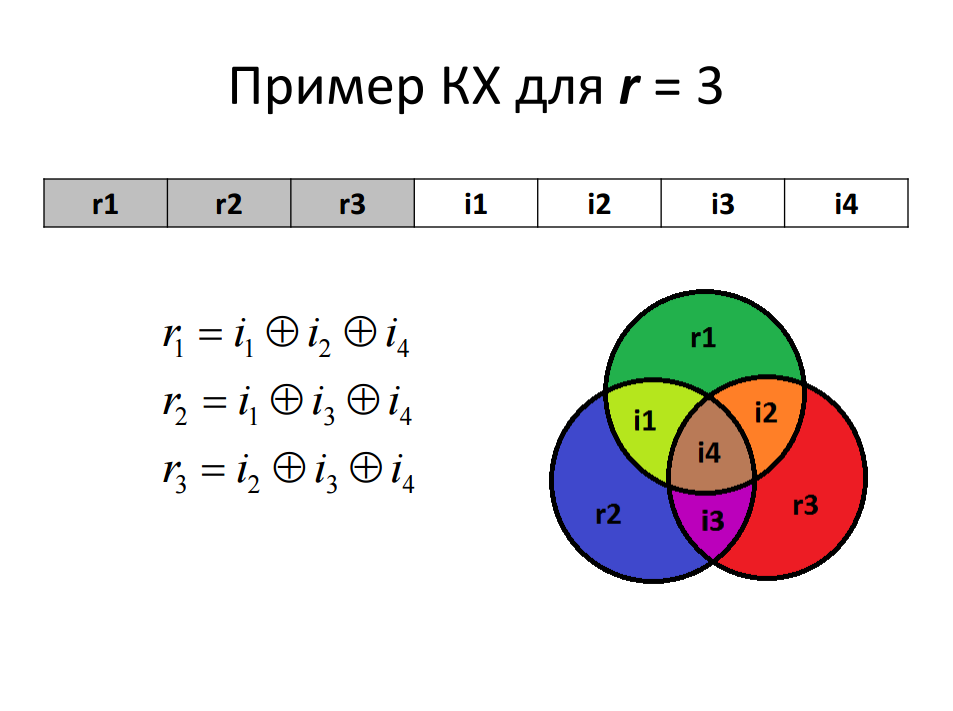 Пример КХ для r = 3
r1 r2 r3 i1 i2 i3 i4
r₁ = i₁ ⊕ i₂ ⊕ i₄
r₂ = i₁ ⊕ i₃ ⊕ i₄
r₃ = i₂ ⊕ i₃ ⊕ i₄
r1
i1 i2
i4
r2 i3 r3